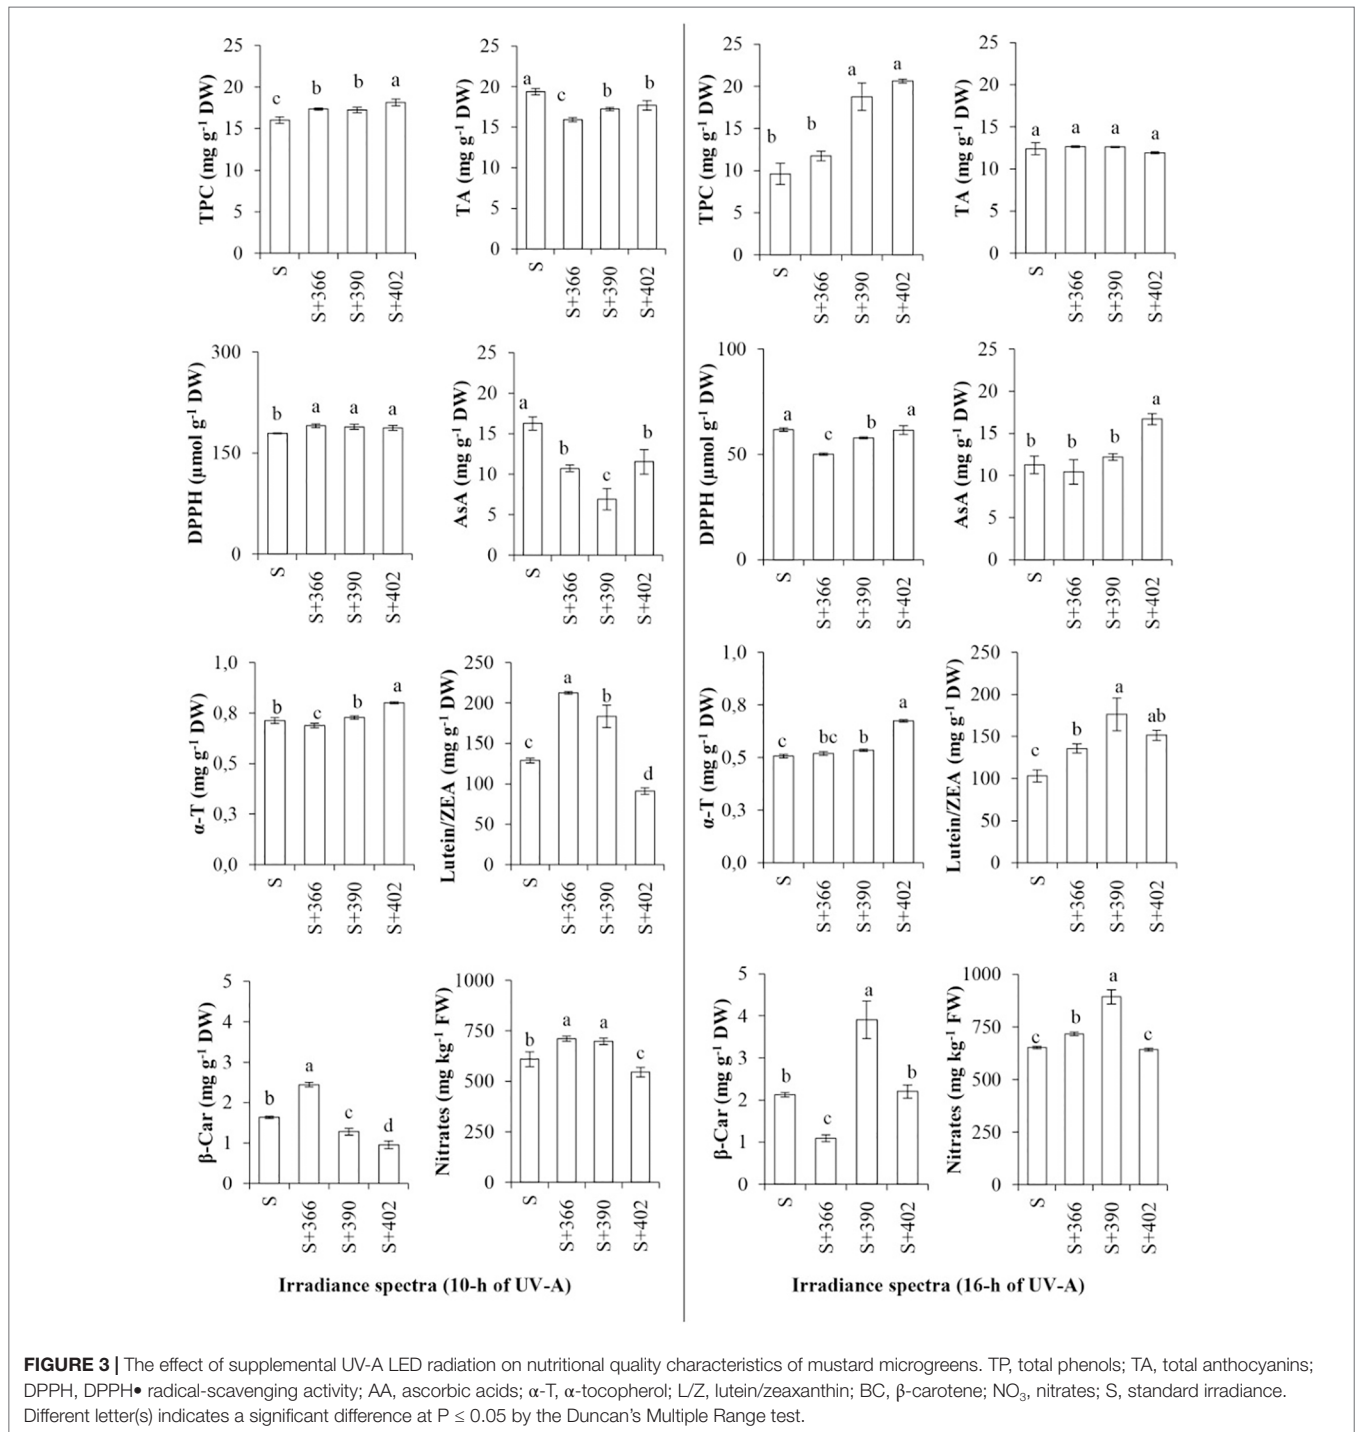 TPC (mg g-1 DW)
25
20
15
10
5
0
c b b a
S S+366 S+390 S+402
TA (mg g-1 DW)
25
20
15
10
5
0
a c b b
S S+366 S+390 S+402
TPC (mg g-1 DW)
25
20
15
10
5
0
b b a a
S S+366 S+390 S+402
TA (mg g-1 DW)
25
20
15
10
5
0
a a a a
S S+366 S+390 S+402
DPPH (µmol g-1 DW)
300
150
0
b a a a
S S+366 S+390 S+402
AsA (mg g-1 DW)
25
20
15
10
5
0
a b c b
S S+366 S+390 S+402
DPPH (µmol g-1 DW)
100
50
0
a c b a
S S+366 S+390 S+402
AsA (mg g-1 DW)
25
20
15
10
5
0
b b b a
S S+366 S+390 S+402
α-T (mg g-1 DW)
1,0
0,8
0,5
0,3
0,0
b c b a
S S+366 S+390 S+402
Lutein/ZEA (mg g-1 DW)
250
200
150
100
50
0
c a b d
S S+366 S+390 S+402
α-T (mg g-1 DW)
1,0
0,8
0,5
0,3
0,0
c bc b a
S S+366 S+390 S+402
Lutein/ZEA (mg g-1 DW)
250
200
150
100
50
0
c b a ab
S S+366 S+390 S+402
β-Car (mg g-1 DW)
5
4
3
2
1
0
b a c d
S S+366 S+390 S+402
Nitrates (mg kg-1 FW)
1000
750
500
250
0
b a a c
S S+366 S+390 S+402
β-Car (mg g-1 DW)
5
4
3
2
1
0
b c a b
S S+366 S+390 S+402
Nitrates (mg kg-1 FW)
1000
750
500
250
0
c b a c
S S+366 S+390 S+402
Irradiance spectra (10-h of UV-A)
Irradiance spectra (16-h of UV-A)
FIGURE 3 | The effect of supplemental UV-A LED radiation on nutritional quality characteristics of mustard microgreens. TP, total phenols; TA, total anthocyanins;
DPPH, DPPH• radical-scavenging activity; AA, ascorbic acids; α-T, α-tocopherol; L/Z, lutein/zeaxanthin; BC, β-carotene; NO3, nitrates; S, standard irradiance.
Different letter(s) indicates a significant difference at P ≤ 0.05 by the Duncan's Multiple Range test.